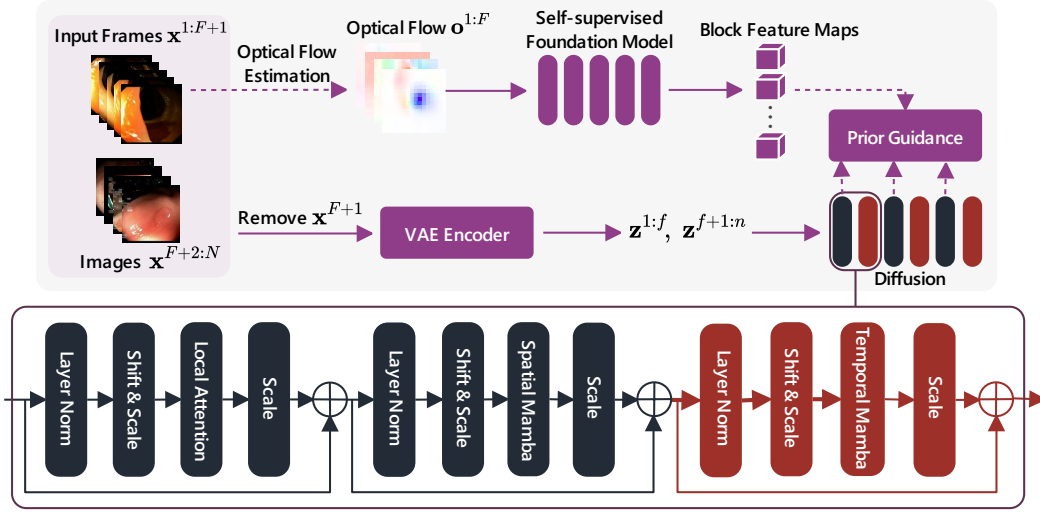 Input Frames x^{1:F+1}
Optical Flow
Estimation
Optical Flow o^{1:F}
Self-supervised
Foundation Model
Block Feature Maps
Prior Guidance
Images x^{F+2:N}
Remove x^{F+1}
VAE Encoder
z^{1:f}, z^{f+1:n}
Diffusion
Layer Norm
Shift & Scale
Local Attention
Scale
Layer Norm
Shift & Scale
Spatial Mamba
Scale
Layer Norm
Shift & Scale
Temporal Mamba
Scale